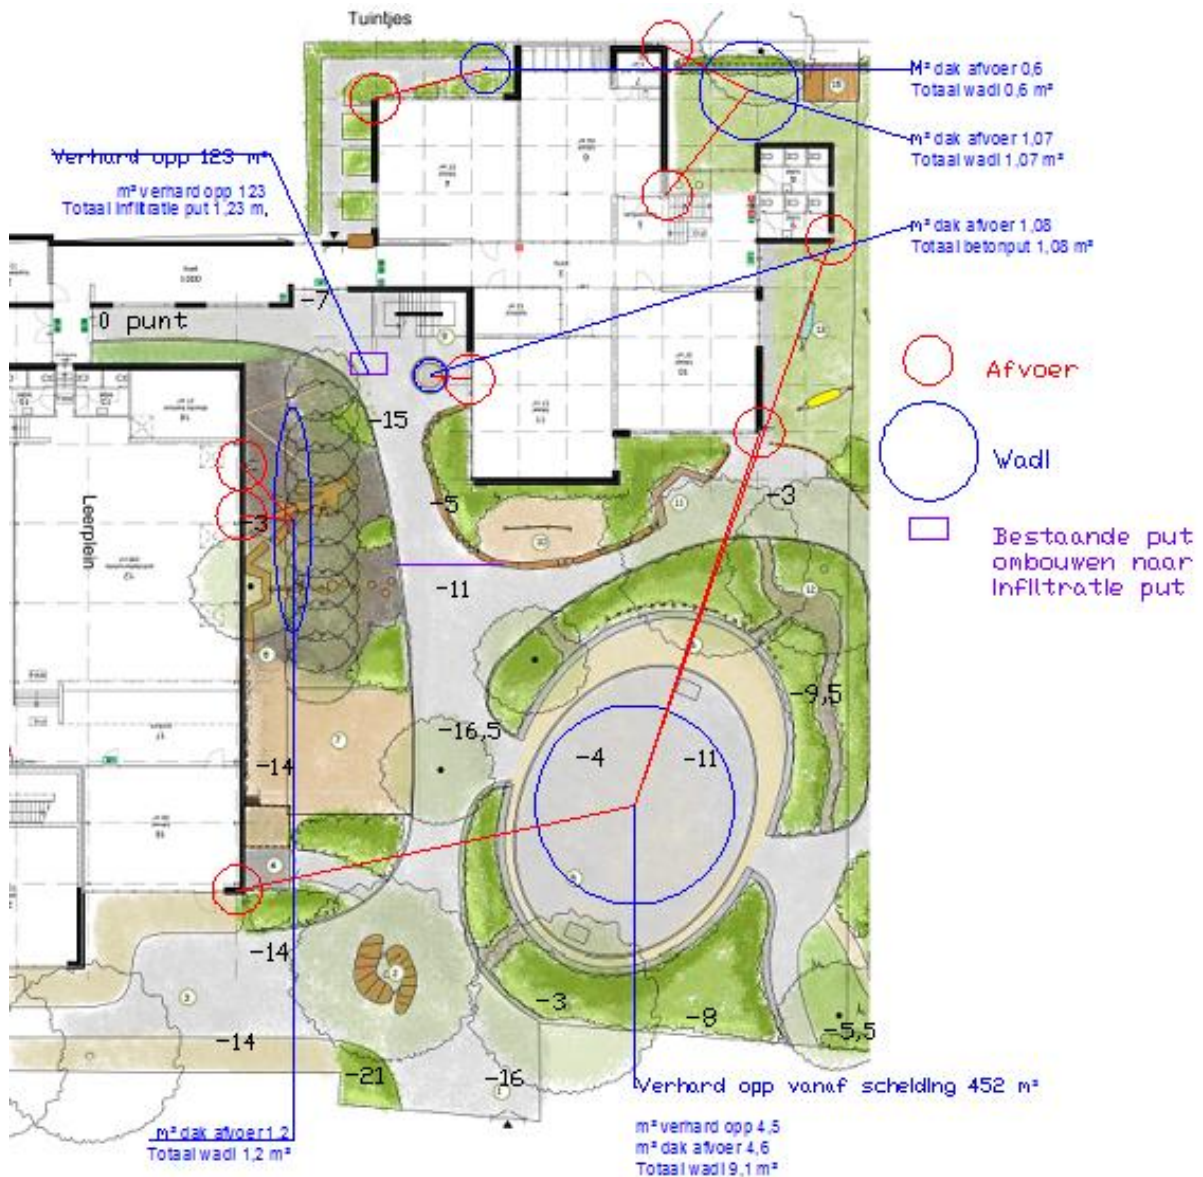 Tuintjes
M² dak afvoer 0,6
Totaal wadi 0,6 m²
m² dak afvoer 1,07
Totaal wadi 1,07 m²
Verhard opp 123 m²
m² verhard opp 123
Totaal infiltratie put 1,23 m,
m² dak afvoer 1,08
Totaal betonput 1,08 m²
-7
0 punt
Afvoer
-15
Wadi
Leerplein
-5
-3
-3
Bestaande put
ombouwen naar
infiltratie put
-11
-9,5
-16,5
-4
-11
-14
-14
-3
-8
-5,5
-14
-21
-16
Verhard opp vanaf scheiding 452 m²
m² dak afvoer 1,2
Totaal wadi 1,2 m²
m² verhard opp 4,5
m² dak afvoer 4,6
Totaal wadi 9,1 m²